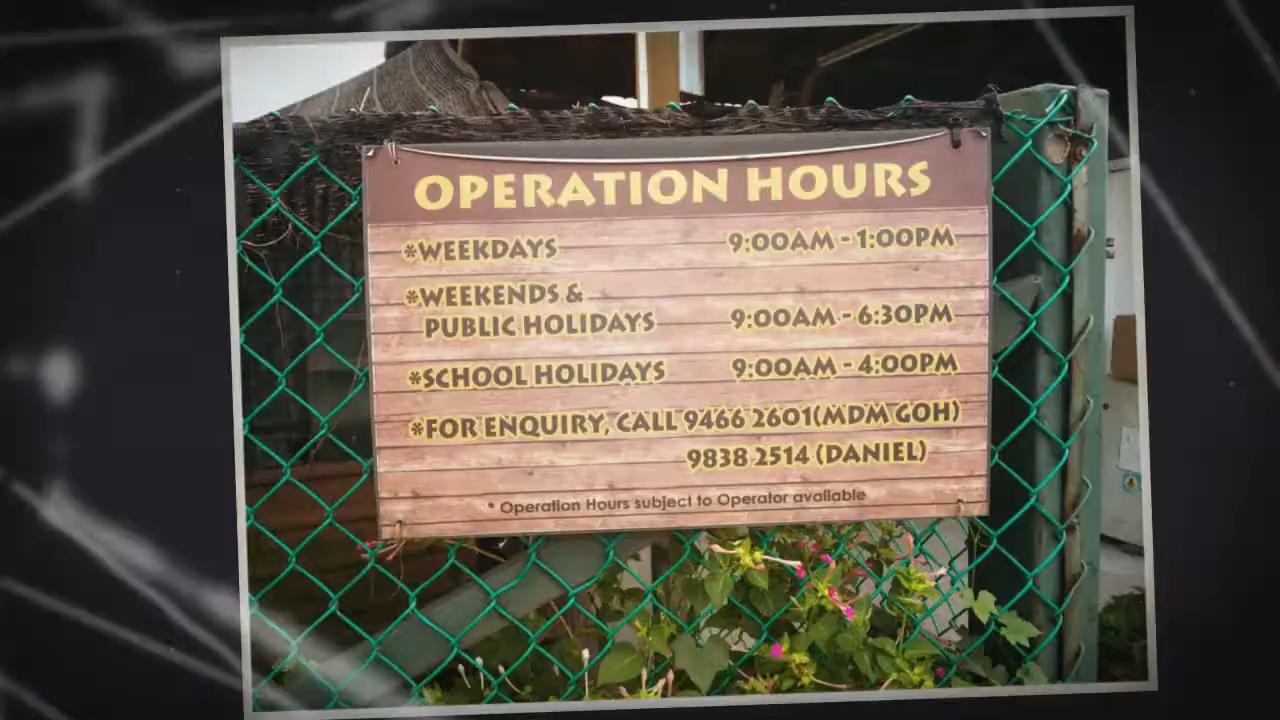 OPERATION HOURS
*WEEKDAYS 9:00AM - 1:00PM
*WEEKENDS &
PUBLIC HOLIDAYS 9:00AM - 6:30PM
*SCHOOL HOLIDAYS 9:00AM - 4:00PM
*FOR ENQUIRY, CALL 9466 2601(MDM GOH)
9838 2514 (DANIEL)
* Operation Hours subject to Operator available